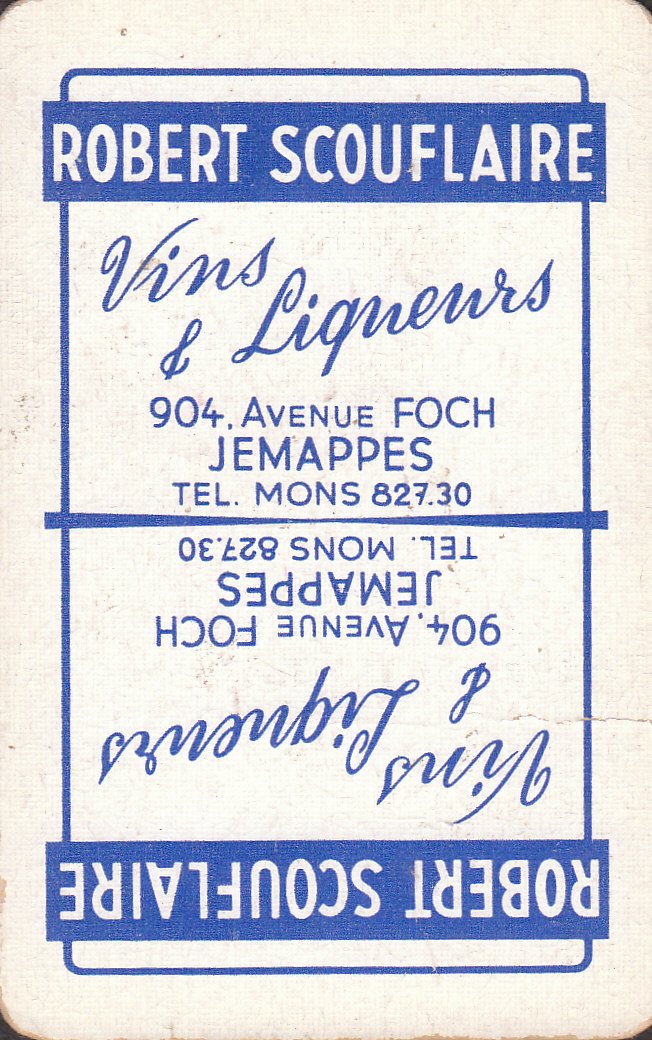 ROBERT SCOUFLAIRE
Vins
& Liqueurs
904, AVENUE FOCH
JEMAPPES
TEL. MONS 827.30
TEL. MONS 827.30
JEMAPPES
904, AVENUE FOCH
& Liqueurs
Vins
ROBERT SCOUFLAIRE